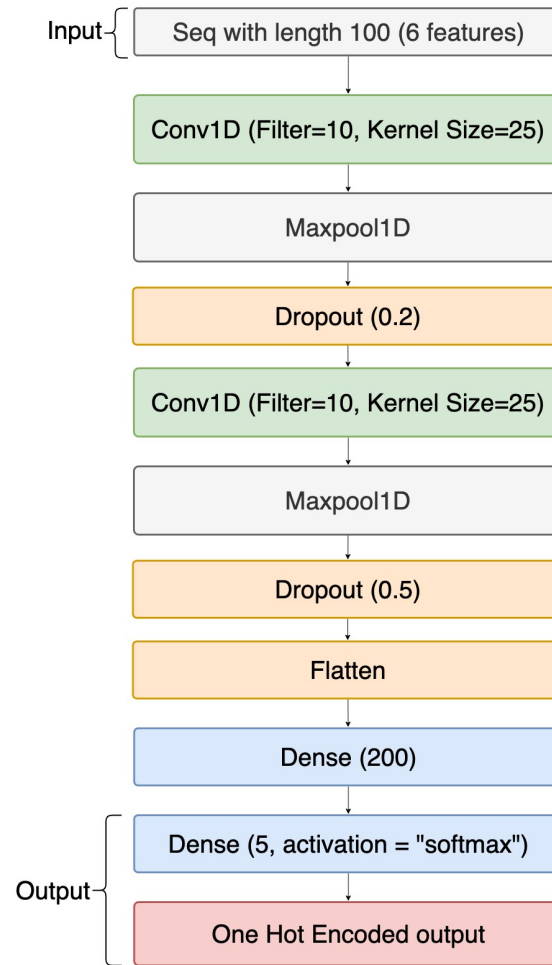 Input
Seq with length 100 (6 features)
Conv1D (Filter=10, Kernel Size=25)
Maxpool1D
Dropout (0.2)
Conv1D (Filter=10, Kernel Size=25)
Maxpool1D
Dropout (0.5)
Flatten
Dense (200)
Dense (5, activation = "softmax")
Output
One Hot Encoded output